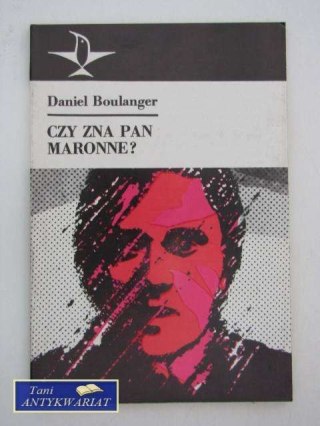 Daniel Boulanger
CZY ZNA PAN
MARONNE?
Tani
ANTYKWARIAT